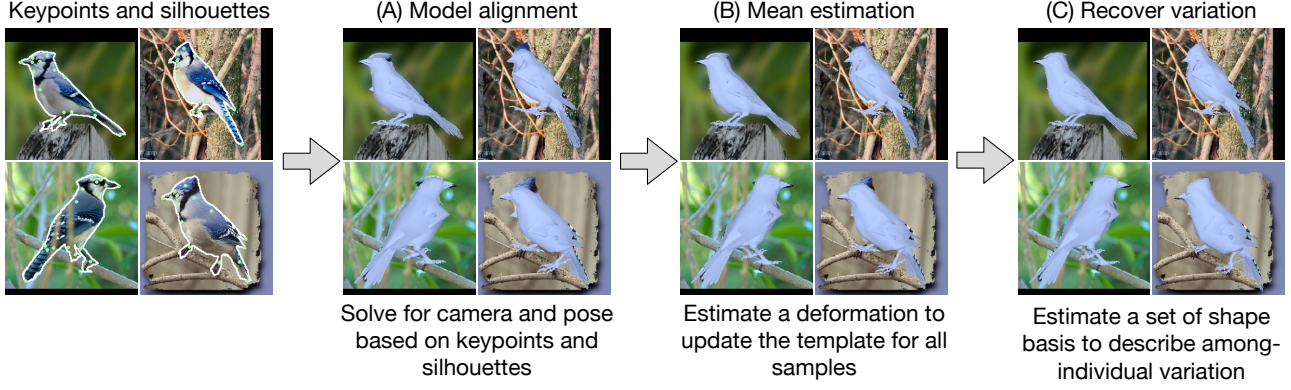 Keypoints and silhouettes
(A) Model alignment
(B) Mean estimation
(C) Recover variation
Solve for camera and pose
based on keypoints and
silhouettes
Estimate a deformation to
update the template for all
samples
Estimate a set of shape
basis to describe among-
individual variation